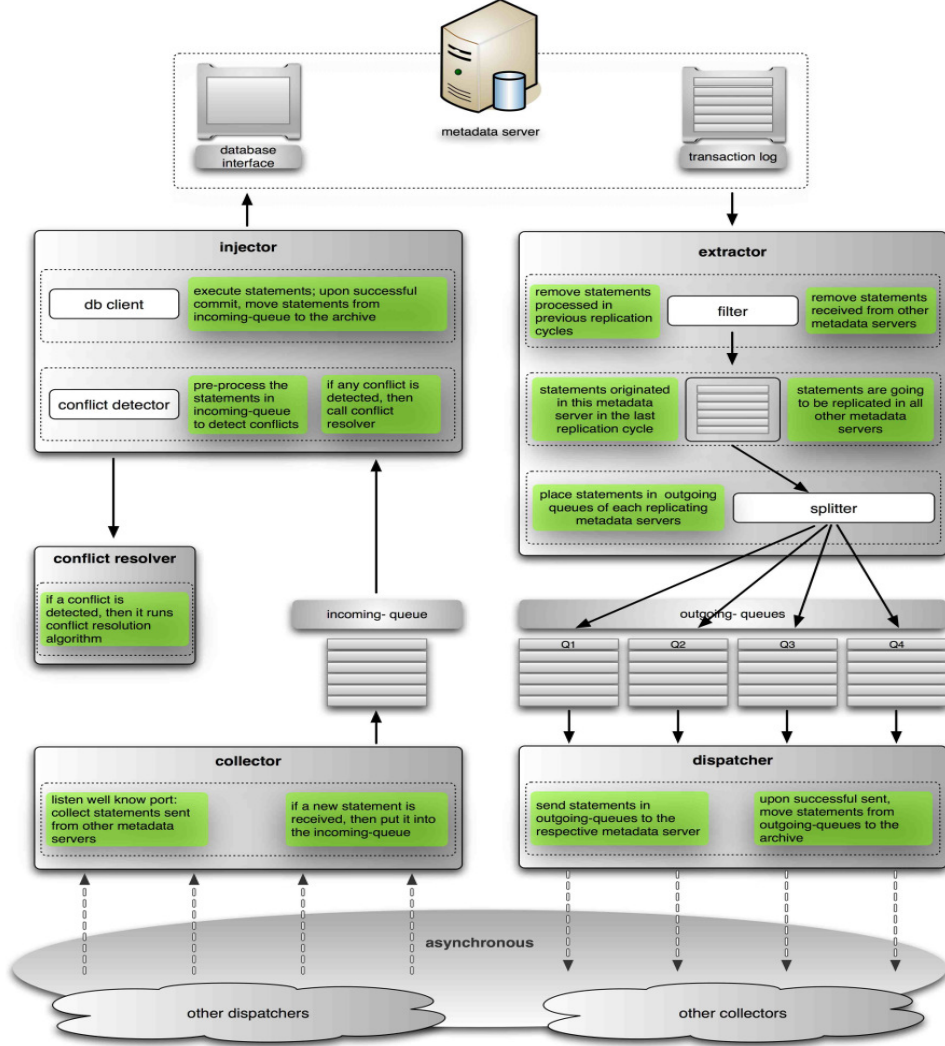 metadata server
database
interface
transaction log
injector
db client
execute statements; upon successful
commit, move statements from
incoming-queue to the archive
conflict detector
pre-process the
statements in
incoming-queue
to detect conflicts
if any conflict is
detected, then
call conflict
resolver
extractor
remove statements
processed in
previous replication
cycles
filter
remove statements
received from other
metadata servers
statements originated
in this metadata
server in the last
replication cycle
statements are going
to be replicated in all
other metadata
servers
place statements in outgoing
queues of each replicating
metadata servers
splitter
conflict resolver
if a conflict is
detected, then it runs
conflict resolution
algorithm
incoming- queue
outgoing- queues
Q1
Q2
Q3
Q4
collector
listen well know port:
collect statements sent
from other metadata
servers
if a new statement is
received, then put it into
the incoming-queue
dispatcher
send statements in
outgoing-queues to the
respective metadata server
upon successful sent,
move statements from
outgoing-queues to the
archive
asynchronous
other dispatchers
other collectors